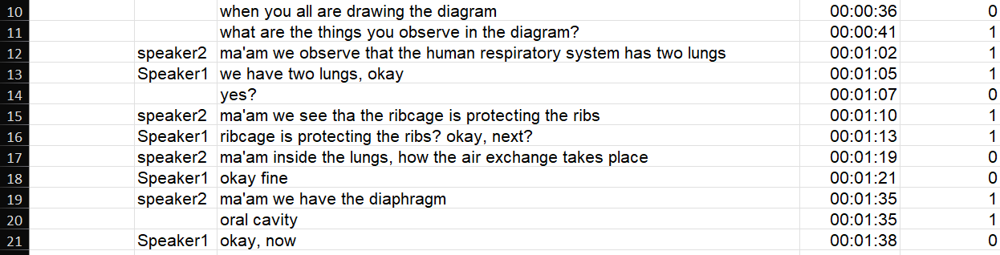 10 when you all are drawing the diagram 00:00:36 0
11 what are the things you observe in the diagram? 00:00:41 1
12 speaker2 ma'am we observe that the human respiratory system has two lungs 00:01:02 1
13 Speaker1 we have two lungs, okay 00:01:05 1
14 yes? 00:01:07 0
15 speaker2 ma'am we see tha the ribcage is protecting the ribs 00:01:10 1
16 Speaker1 ribcage is protecting the ribs? okay, next? 00:01:13 1
17 speaker2 ma'am inside the lungs, how the air exchange takes place 00:01:19 0
18 Speaker1 okay fine 00:01:21 0
19 speaker2 ma'am we have the diaphragm 00:01:35 1
20 oral cavity 00:01:35 1
21 Speaker1 okay, now 00:01:38 0